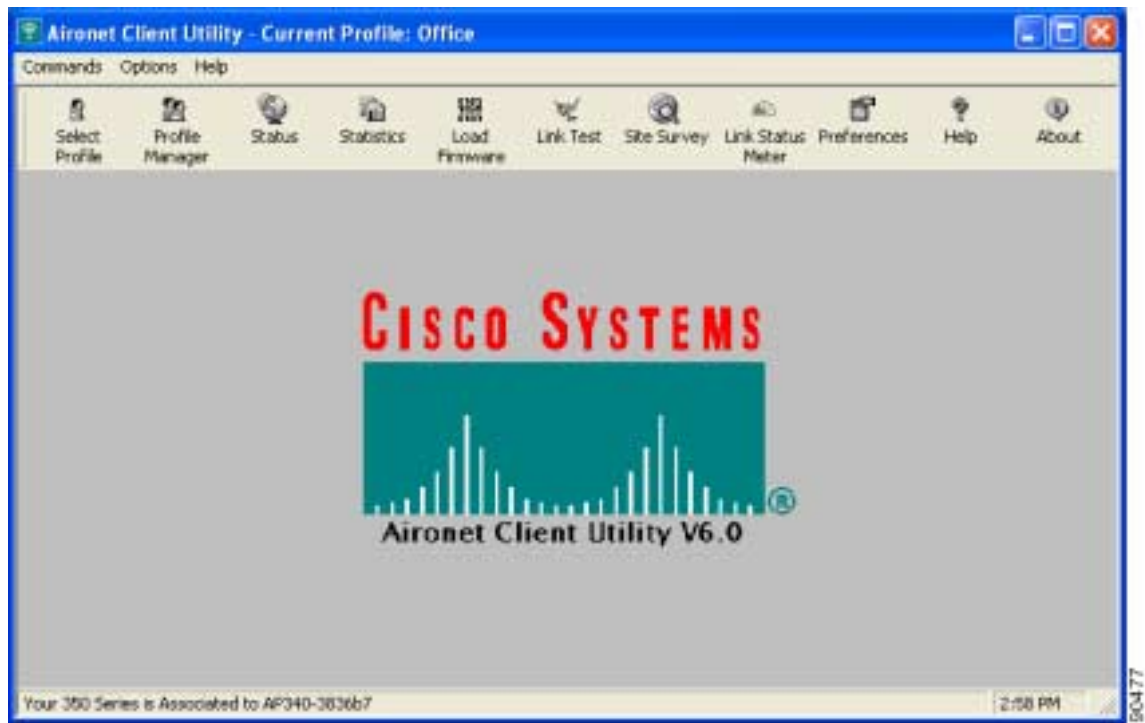 Aironet Client Utility - Current Profile: Office
Commands Options Help
Select Profile
Profile Manager
Status
Statistics
Load Firmware
Link Test
Site Survey
Link Status Meter
Preferences
Help
About
CISCO SYSTEMS
®
Aironet Client Utility V6.0
Your 350 Series is Associated to AP340-3836b7
2:58 PM
90477